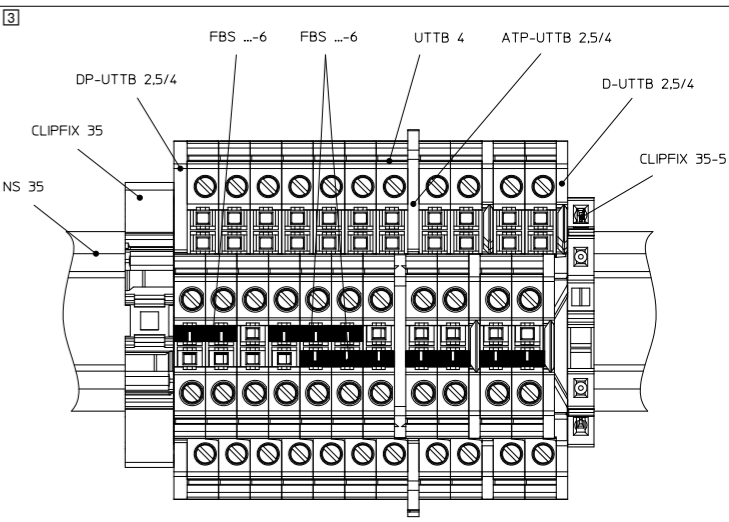 3
FBS ...-6
FBS ...-6
UTTB 4
ATP-UTTB 2,5/4
DP-UTTB 2,5/4
D-UTTB 2,5/4
CLIPFIX 35
CLIPFIX 35-5
NS 35